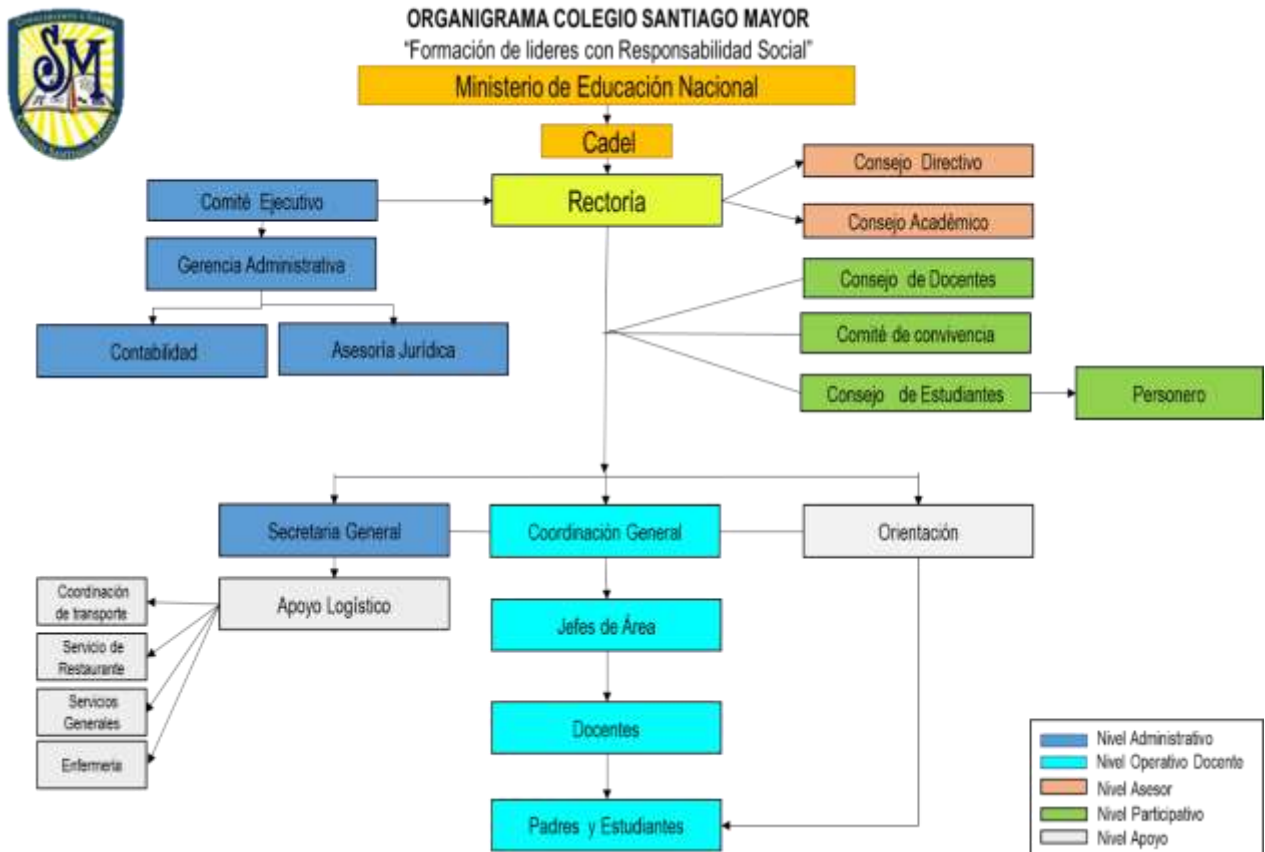 ORGANIGRAMA COLEGIO SANTIAGO MAYOR
"Formación de lideres con Responsabilidad Social"
SM
Ministerio de Educación Nacional
Cadel
Rectoría
Consejo Directivo
Consejo Acadèmico
Comité Ejecutivo
Gerencia Administrativa
Contabilidad
Asesoría Jurídica
Consejo de Docentes
Comité de convivencia
Consejo de Estudiantes
Personero
Secretaria General
Coordinación General
Orientación
Apoyo Logístico
Coordinación
de transporte
Servicio de
Restaurante
Servicios
Generales
Enfermería
Jefes de Área
Docentes
Padres y Estudiantes
Nivel Administrativo
Nivel Operativo Docente
Nivel Asesor
Nivel Participativo
Nivel Apoyo